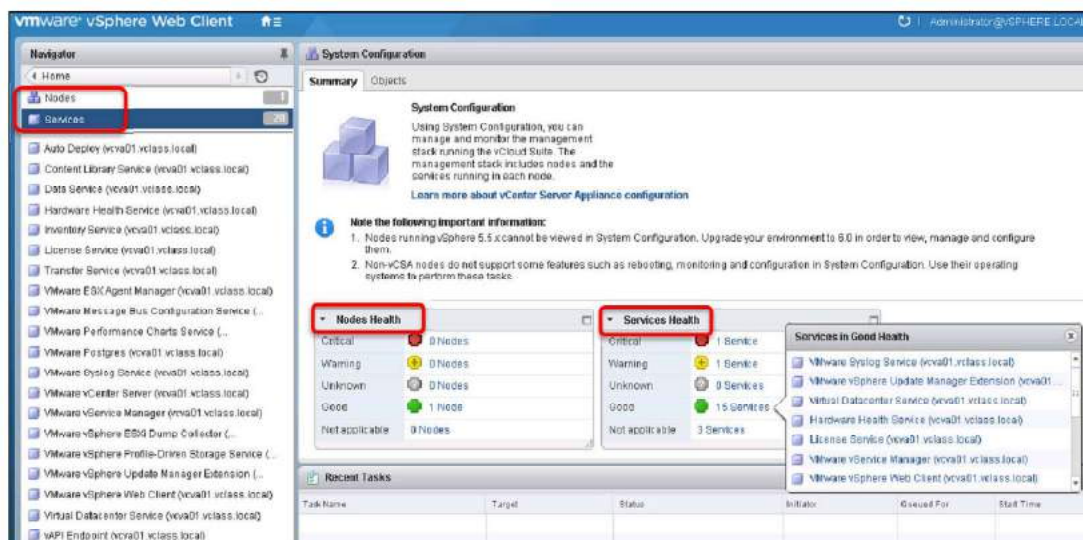 vmware® vSphere Web Client
Administrator@VSPHERE.LOCAL
Navigator
Home
Nodes 1
Services 20
Auto Deploy (vcva01.vclass.local)
Content Library Service (vcva01.vclass.local)
Data Service (vcva01.vclass.local)
Hardware Health Service (vcva01.vclass.local)
Inventory Service (vcva01.vclass.local)
License Service (vcva01.vclass.local)
Transfer Service (vcva01.vclass.local)
VMware ESX Agent Manager (vcva01.vclass.local)
VMware Message Bus Configuration Service (...
VMware Performance Charts Service (...
VMware Postgres (vcva01.vclass.local)
VMware Syslog Service (vcva01.vclass.local)
VMware vCenter Server (vcva01.vclass.local)
VMware vService Manager (vcva01.vclass.local)
VMware vSphere ESXi Dump Collector (...
VMware vSphere Profile-Driven Storage Service (...
VMware vSphere Update Manager Extension (...
VMware vSphere Web Client (vcva01.vclass.local)
Virtual Datacenter Service (vcva01.vclass.local)
vAPI Endpoint (vcva01.vclass.local)
System Configuration
Summary Objects
System Configuration
Using System Configuration, you can
manage and monitor the management
stack running the vCloud Suite. The
management stack includes nodes and the
services running in each node.
Learn more about vCenter Server Appliance configuration
Note the following important information:
1. Nodes running vSphere 5.5.x cannot be viewed in System Configuration. Upgrade your environment to 6.0 in order to view, manage and configure
them.
2. Non-vCSA nodes do not support some features such as rebooting, monitoring and configuration in System Configuration. Use their operating
systems to perform these tasks.
Nodes Health
Critical 0 Nodes
Warning 0 Nodes
Unknown 0 Nodes
Good 1 Node
Not applicable 0 Nodes
Services Health
Critical 1 Service
Warning 1 Service
Unknown 0 Services
Good 15 Services
Not applicable 3 Services
Services in Good Health
VMware Syslog Service (vcva01.vclass.local)
VMware vSphere Update Manager Extension (vcva01....
Virtual Datacenter Service (vcva01.vclass.local)
Hardware Health Service (vcva01.vclass.local)
License Service (vcva01.vclass.local)
VMware vService Manager (vcva01.vclass.local)
VMware vSphere Web Client (vcva01.vclass.local)
Recent Tasks
Task Name Target Status Initiator Queued For Start Time